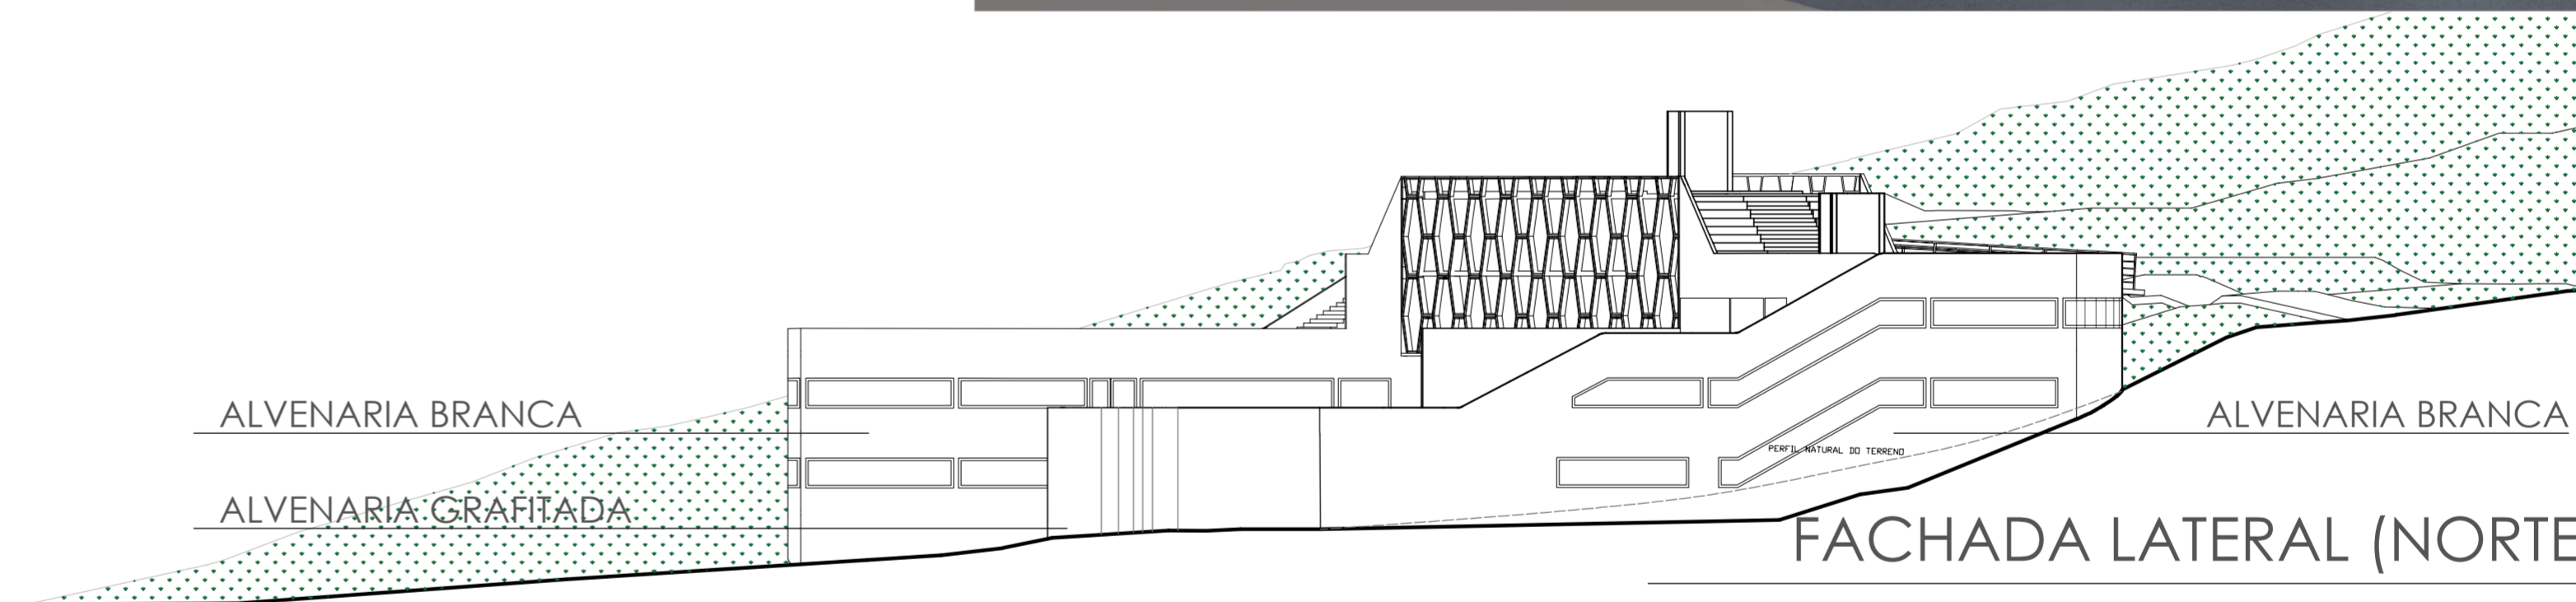 ALVENARIA BRANCA
ALVENARIA BRANCA
PERFIL NATURAL DO TERRENO
ALVENARIA GRAFITADA
FACHADA LATERAL (NORTE